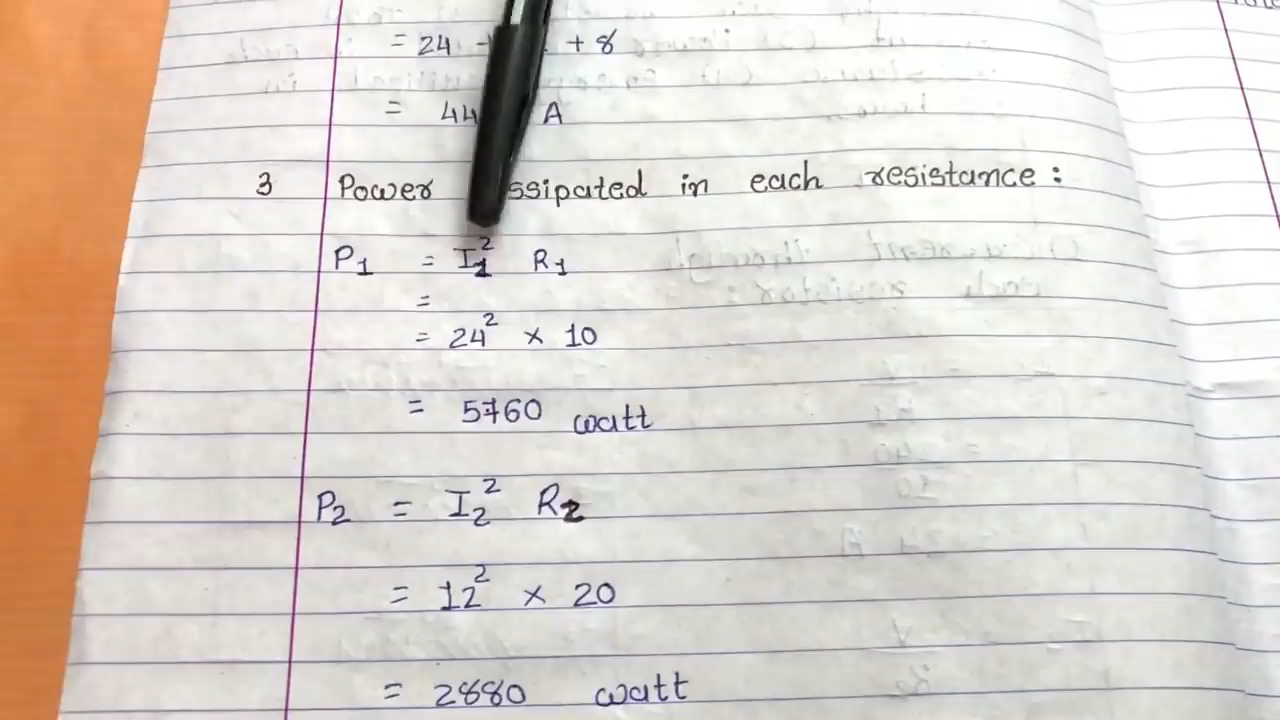 = 24 + + 8
= 44 A
3 Power ssipated in each resistance :
P1 = I1² R1
=
= 24² × 10
= 5760 watt
P2 = I2² R2
= 12² × 20
= 2880 watt